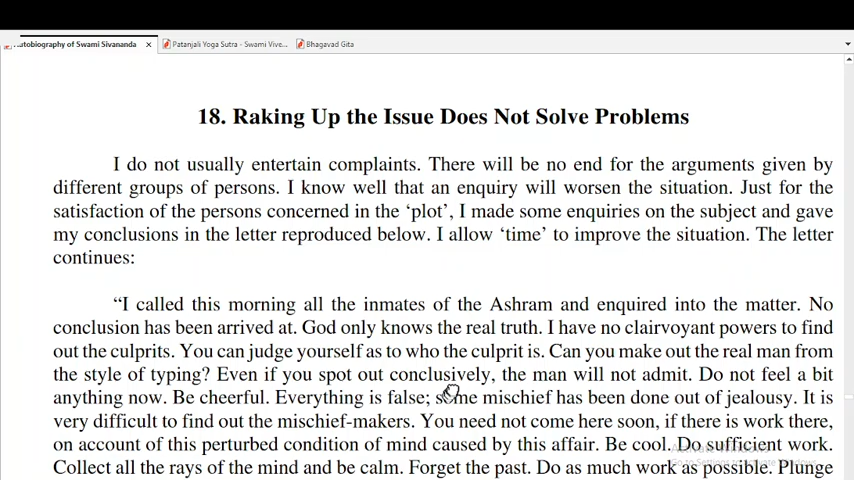 Autobiography of Swami Sivananda × Patanjali Yoga Sutra - Swami Vive... Bhagavad Gita
18. Raking Up the Issue Does Not Solve Problems
I do not usually entertain complaints. There will be no end for the arguments given by
different groups of persons. I know well that an enquiry will worsen the situation. Just for the
satisfaction of the persons concerned in the ‘plot’, I made some enquiries on the subject and gave
my conclusions in the letter reproduced below. I allow ‘time’ to improve the situation. The letter
continues:
“I called this morning all the inmates of the Ashram and enquired into the matter. No
conclusion has been arrived at. God only knows the real truth. I have no clairvoyant powers to find
out the culprits. You can judge yourself as to who the culprit is. Can you make out the real man from
the style of typing? Even if you spot out conclusively, the man will not admit. Do not feel a bit
anything now. Be cheerful. Everything is false; some mischief has been done out of jealousy. It is
very difficult to find out the mischief-makers. You need not come here soon, if there is work there,
on account of this perturbed condition of mind caused by this affair. Be cool. Do sufficient work.
Activate Windows
Collect all the rays of the mind and be calm. Forget the past. Do as much work as possible. Plunge
Go to Settings to activate Windows.